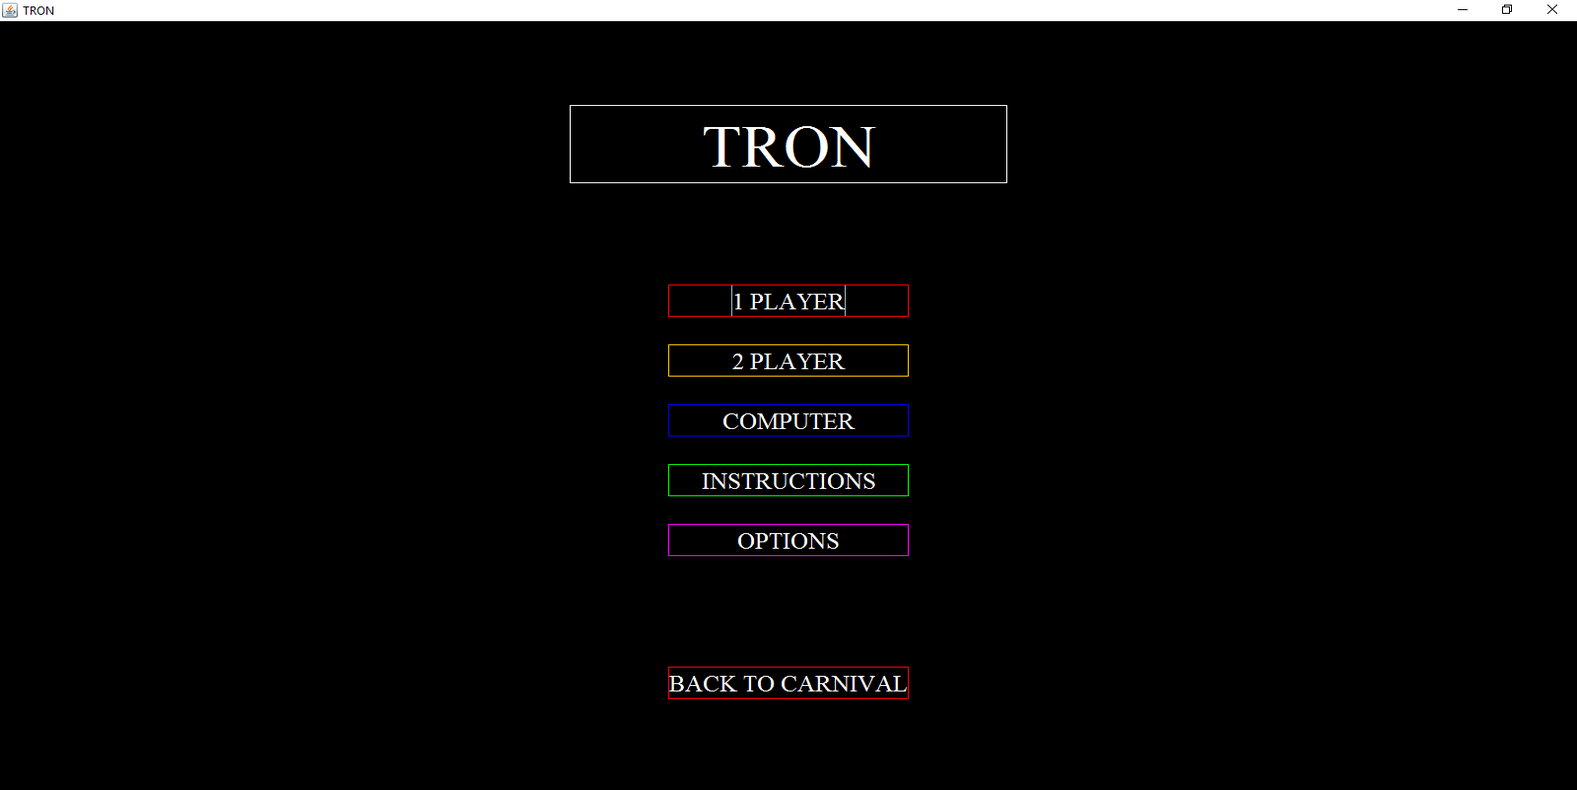 TRON
TRON
1 PLAYER
2 PLAYER
COMPUTER
INSTRUCTIONS
OPTIONS
BACK TO CARNIVAL